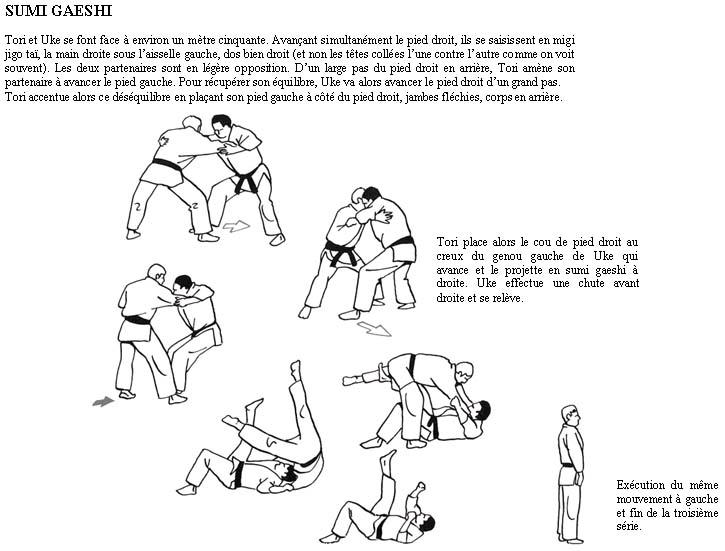 SUMI GAESHI
Tori et Uke se font face à environ un mètre cinquante. Avançant simultanément le pied droit, ils se saisissent en migi
jigo taï, la main droite sous l'aisselle gauche, dos bien droit (et non les têtes collées l'une contre l'autre comme on voit
souvent). Les deux partenaires sont en légère opposition. D'un large pas du pied droit en arrière, Tori amène son
partenaire à avancer le pied gauche. Pour récupérer son équilibre, Uke va alors avancer le pied droit d'un grand pas.
Tori accentue alors ce déséquilibre en plaçant son pied gauche à côté du pied droit, jambes fléchies, corps en arrière.
Tori place alors le cou de pied droit au
creux du genou gauche de Uke qui
avance et le projette en sumi gaeshi à
droite. Uke effectue une chute avant
droite et se relève.
Exécution du même
mouvement à gauche
et fin de la troisième
série.